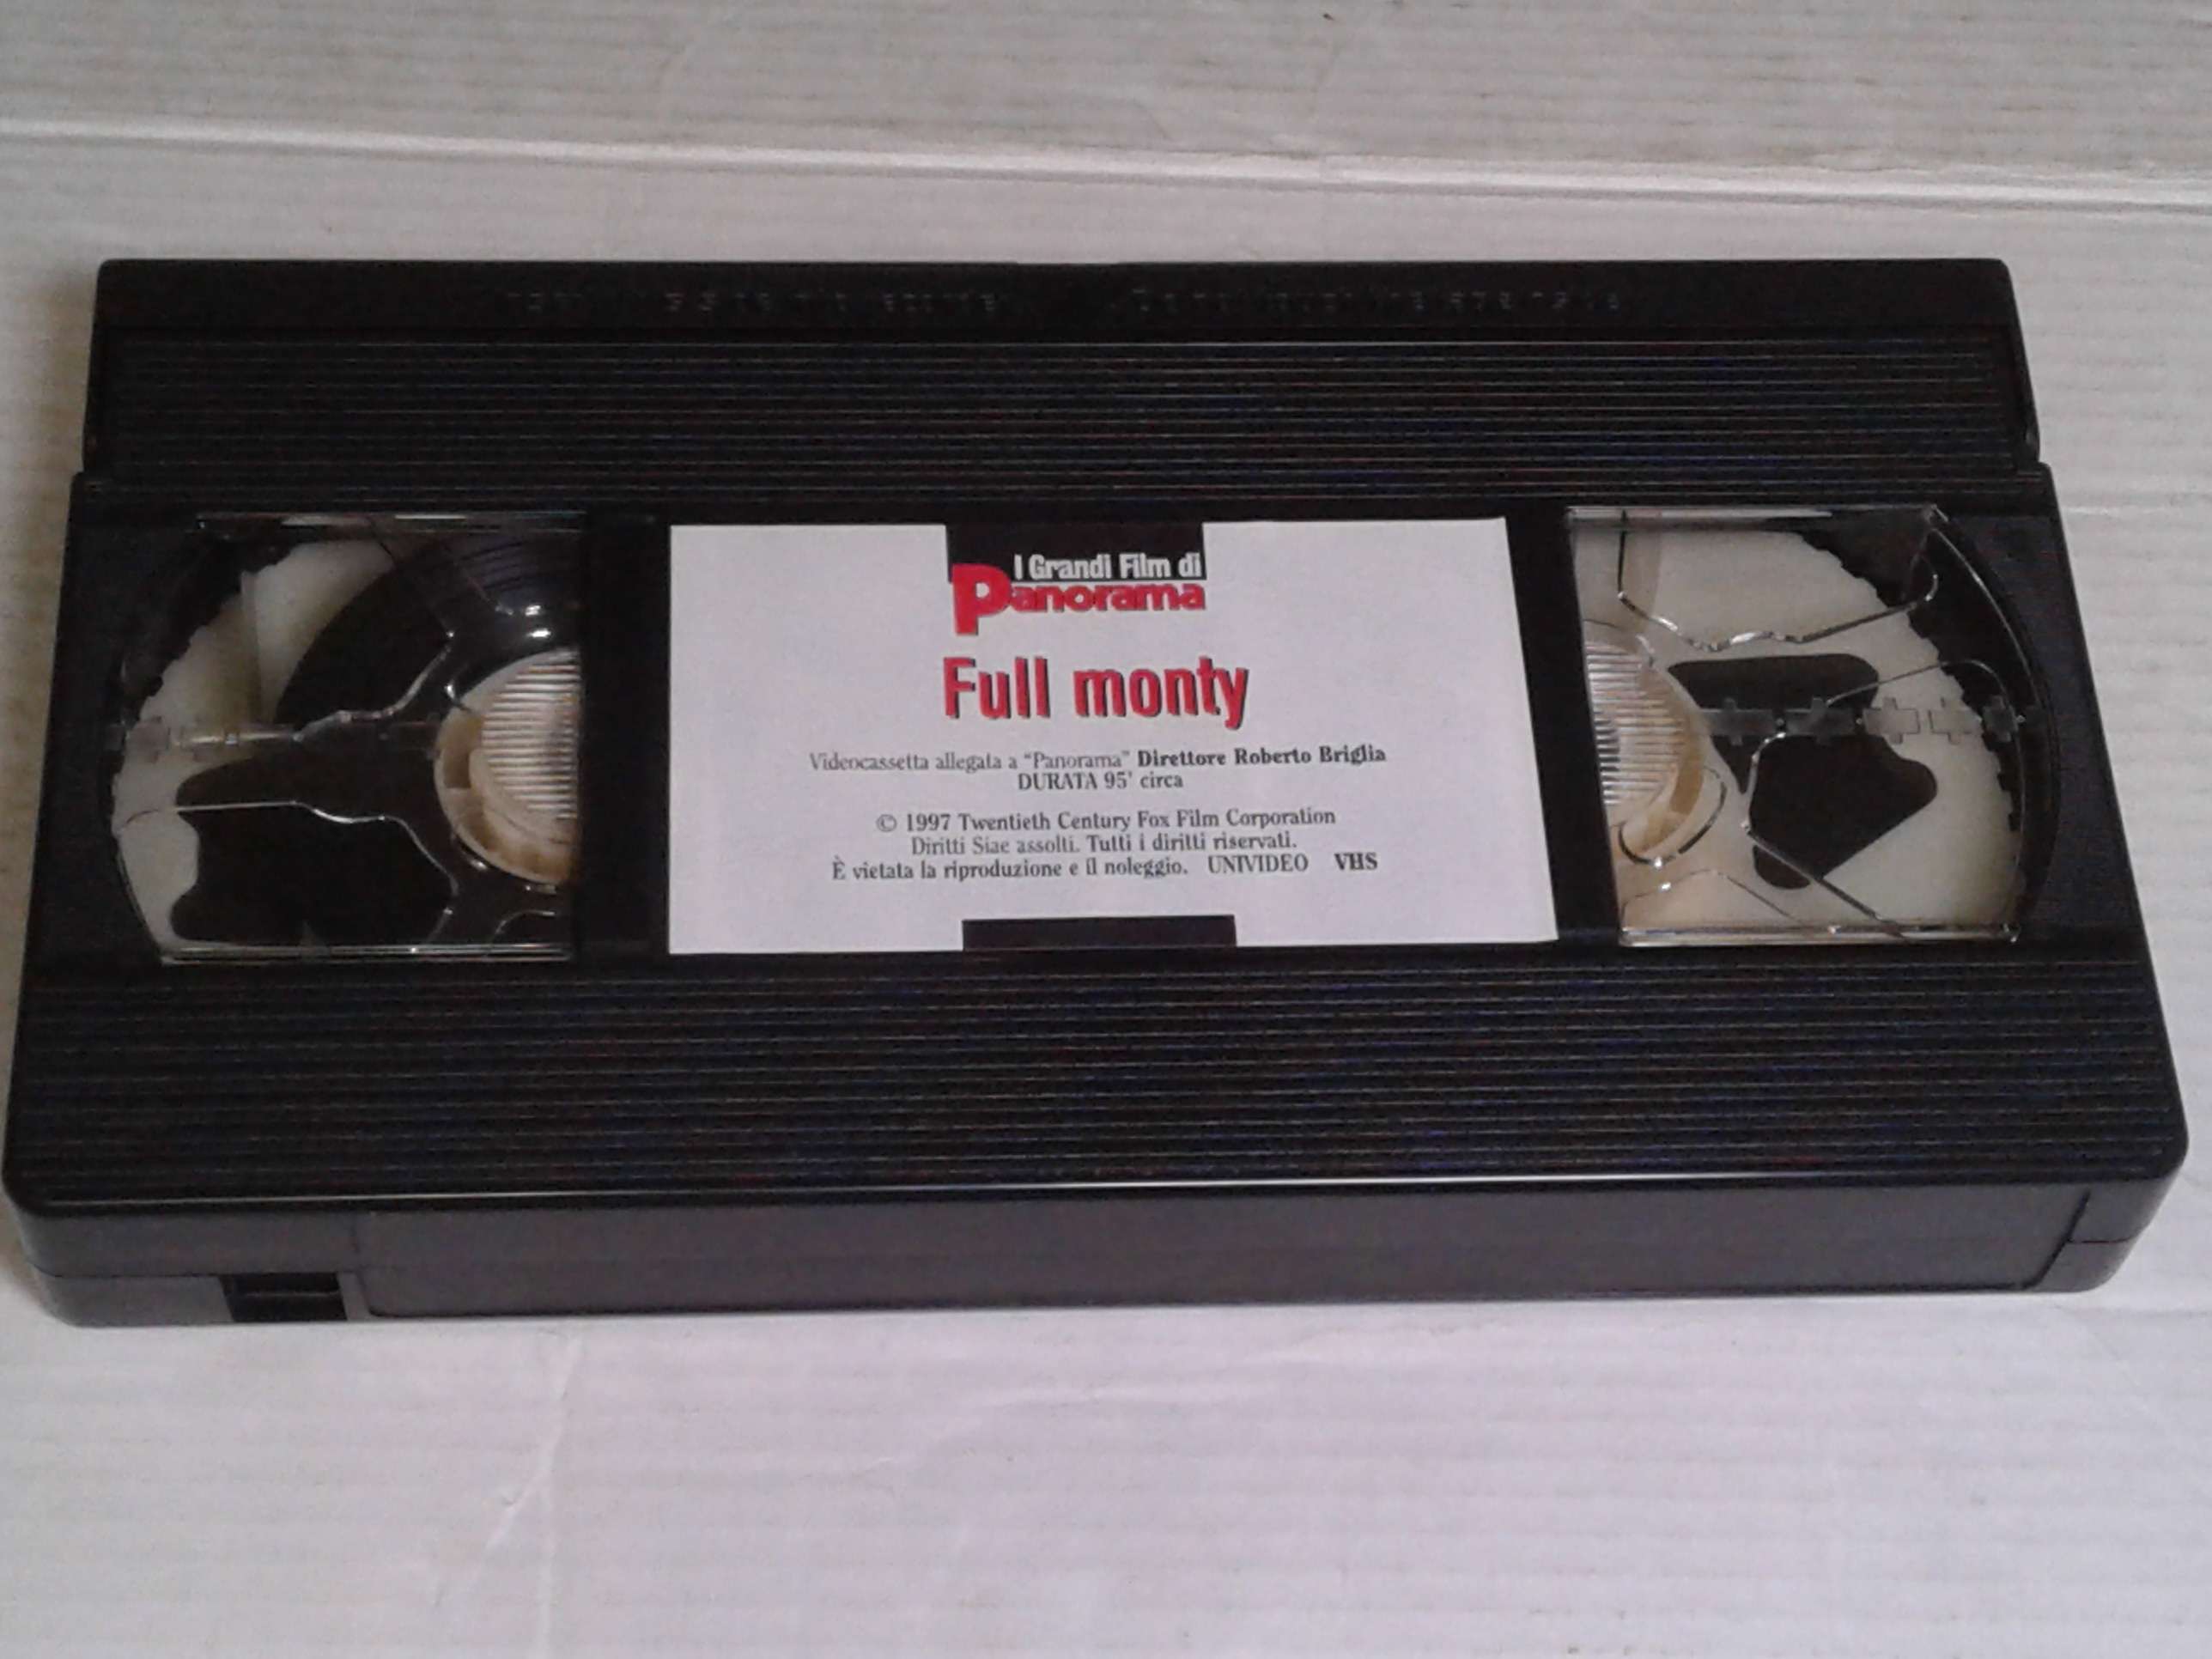 I Grandi Film di
Panorama
Full monty
Videocassetta allegata a “Panorama” Direttore Roberto Briglia
DURATA 95' circa
© 1997 Twentieth Century Fox Film Corporation
Diritti Siae assolti. Tutti i diritti riservati.
È vietata la riproduzione e il noleggio. UNIVIDEO VHS